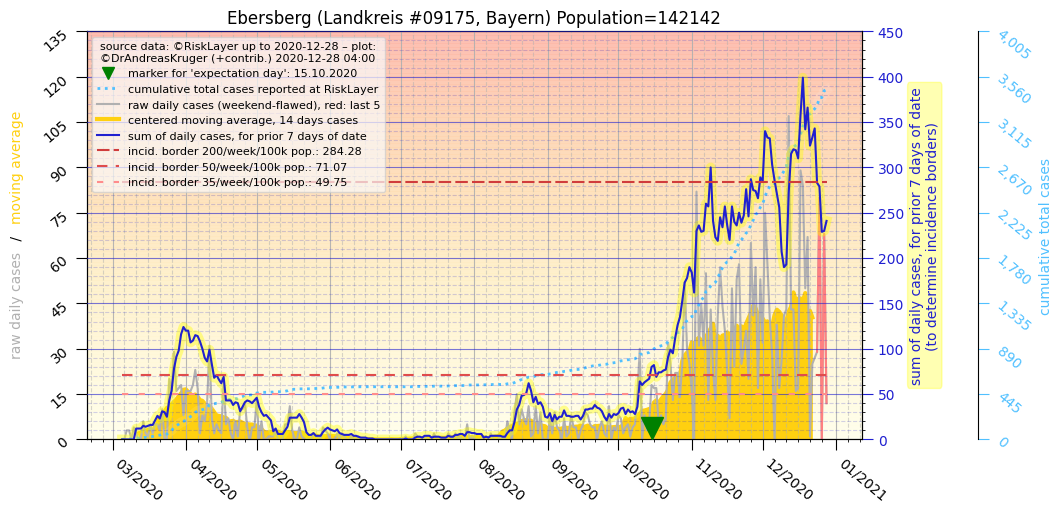 Ebersberg (Landkreis #09175, Bayern) Population=142142
source data: ©RiskLayer up to 2020-12-28 – plot:
©DrAndreasKruger (+contrib.) 2020-12-28 04:00
marker for 'expectation day': 15.10.2020
cumulative total cases reported at RiskLayer
raw daily cases (weekend-flawed), red: last 5
centered moving average, 14 days cases
sum of daily cases, for prior 7 days of date
incid. border 200/week/100k pop.: 284.28
incid. border 50/week/100k pop.: 71.07
incid. border 35/week/100k pop.: 49.75
raw daily cases / moving average
135
120
105
90
75
60
45
30
15
0
450
400
350
300
250
200
150
100
50
0
sum of daily cases, for prior 7 days of date
(to determine incidence borders)
4,005
3,560
3,115
2,670
2,225
1,780
1,335
890
445
0
cumulative total cases
03/2020
04/2020
05/2020
06/2020
07/2020
08/2020
09/2020
10/2020
11/2020
12/2020
01/2021